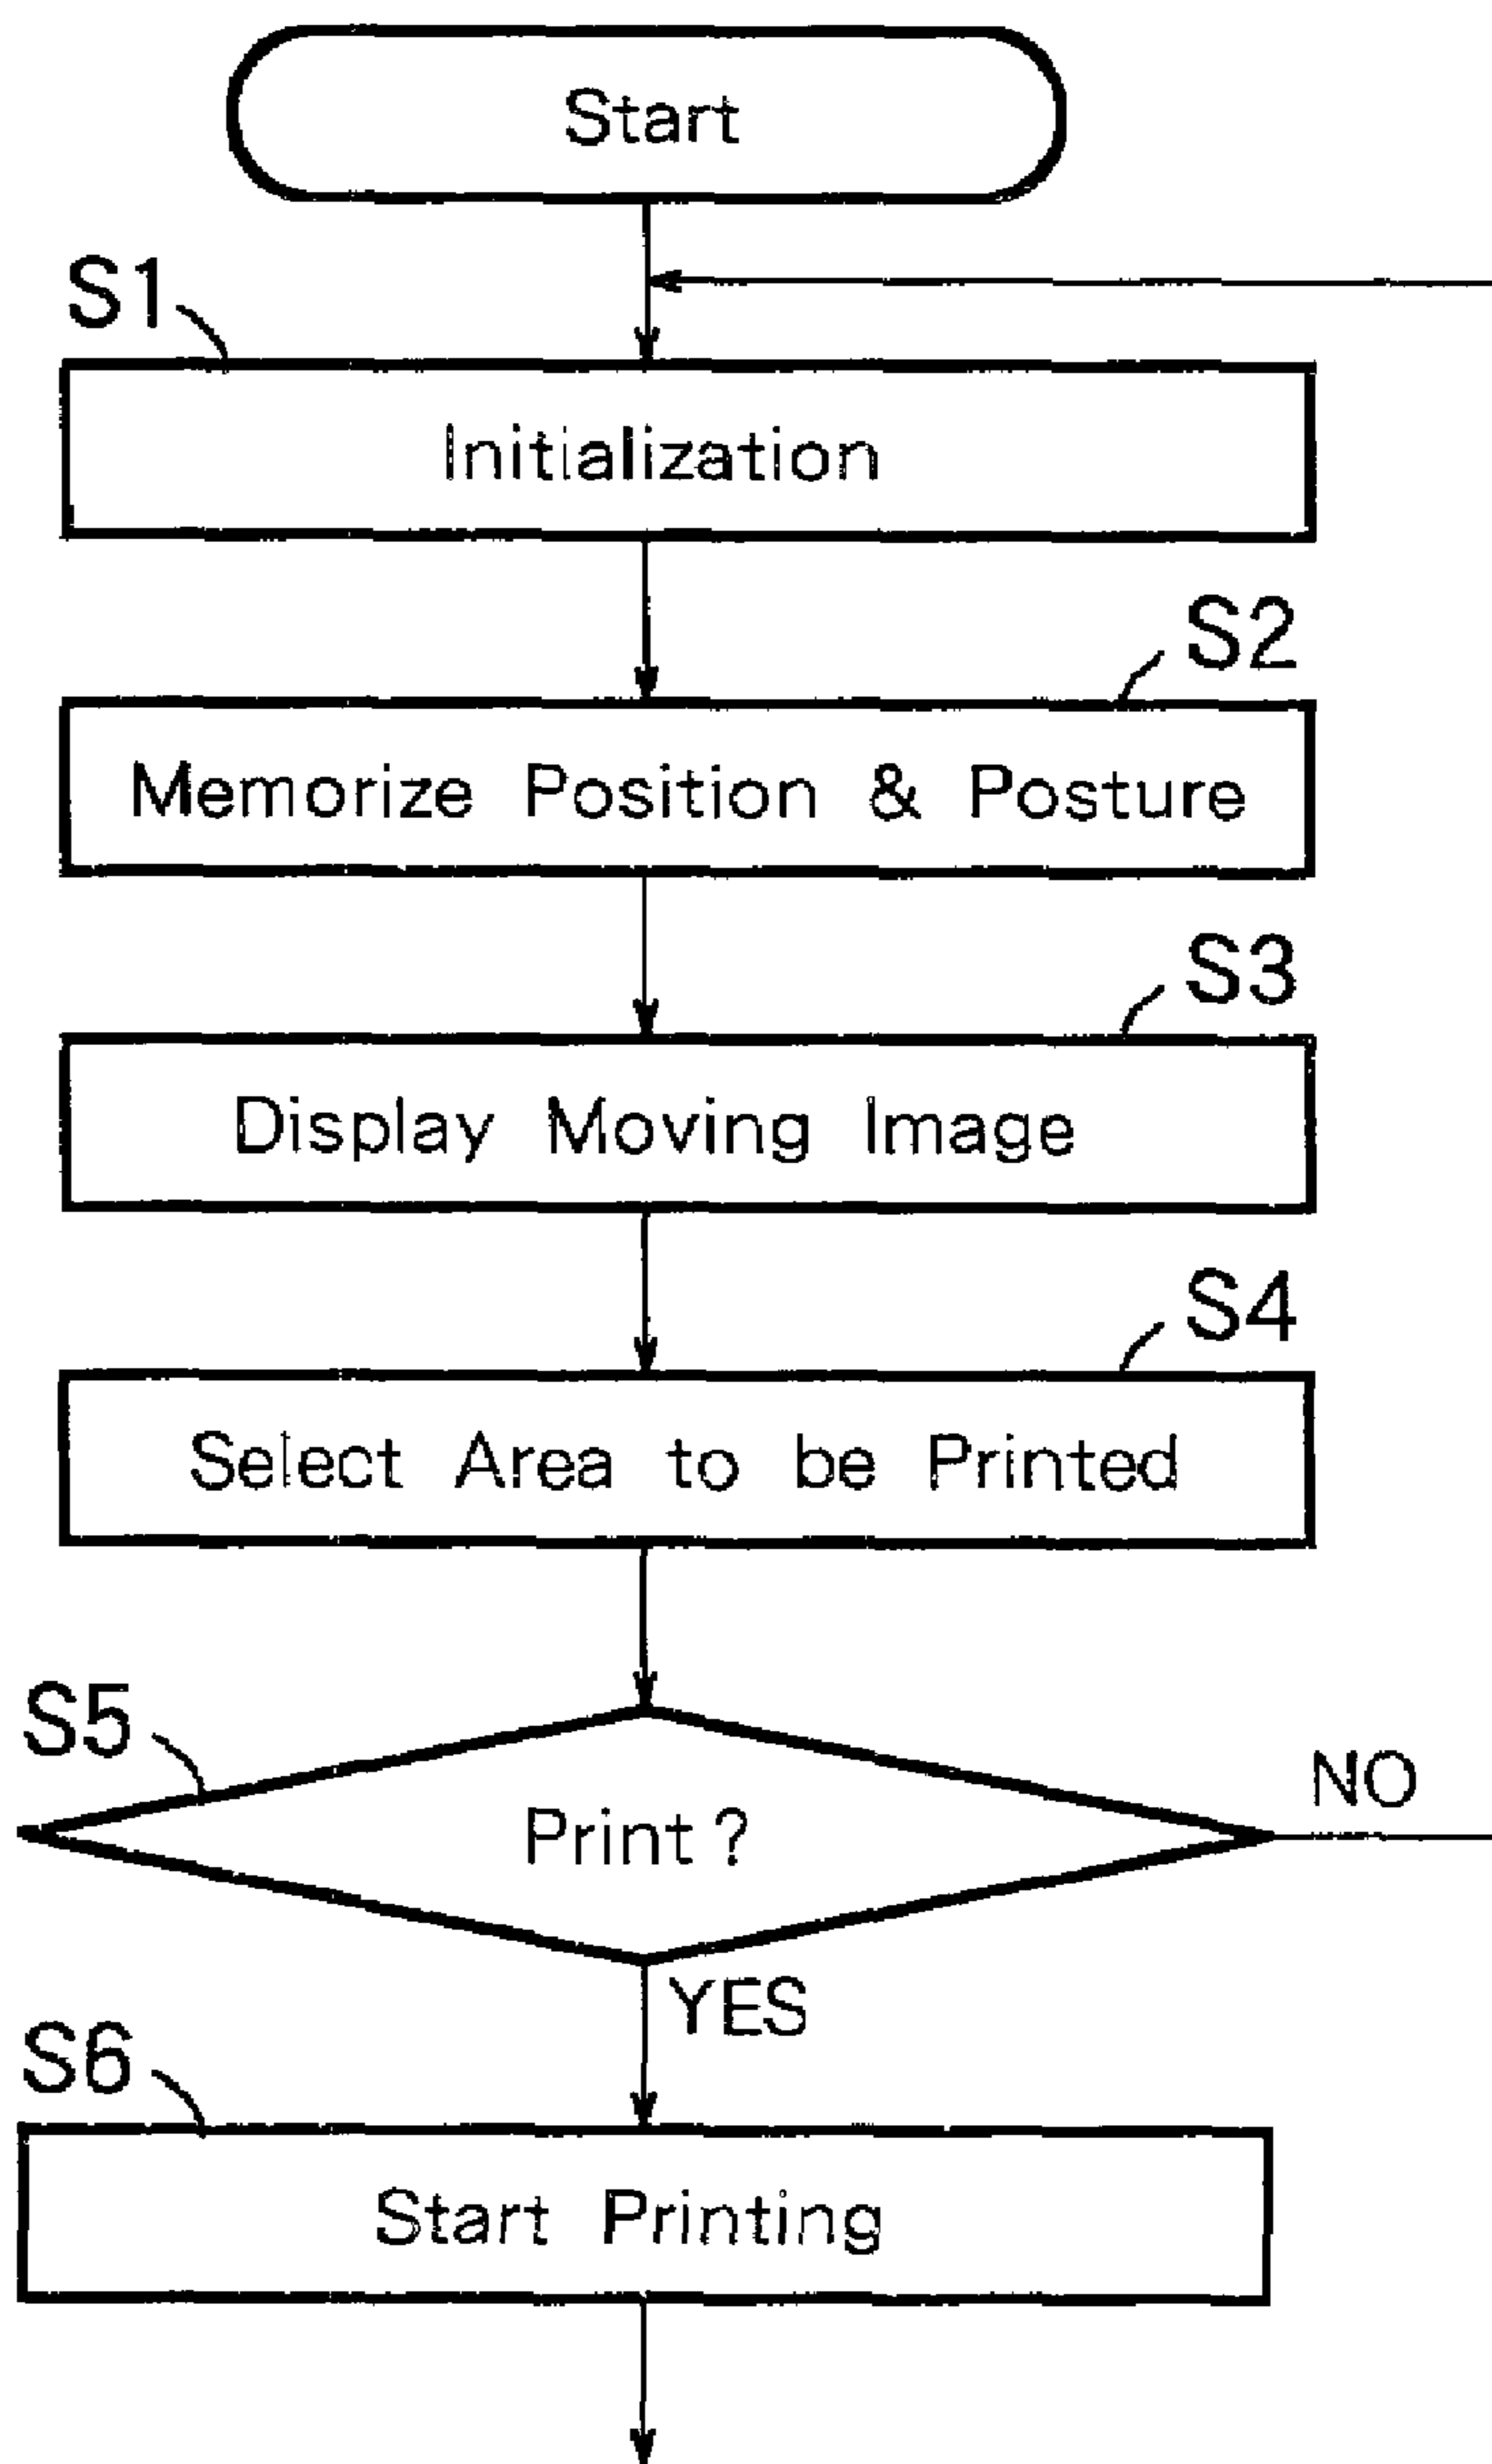 Start
S1
Initialization
S2
Memorize Position & Posture
S3
Display Moving Image
S4
Select Area to be Printed
S5
Print?
NO
YES
S6
Start Printing